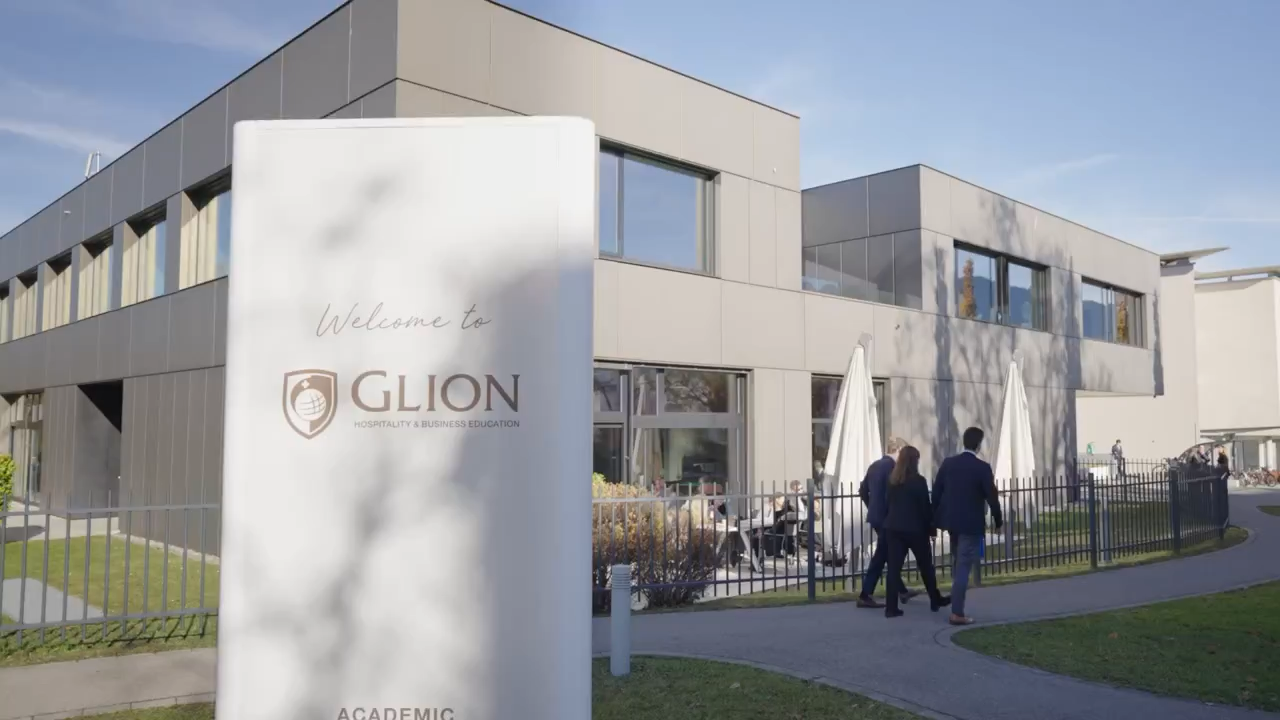 Welcome to
GLION
HOSPITALITY & BUSINESS EDUCATION
ACADEMIC